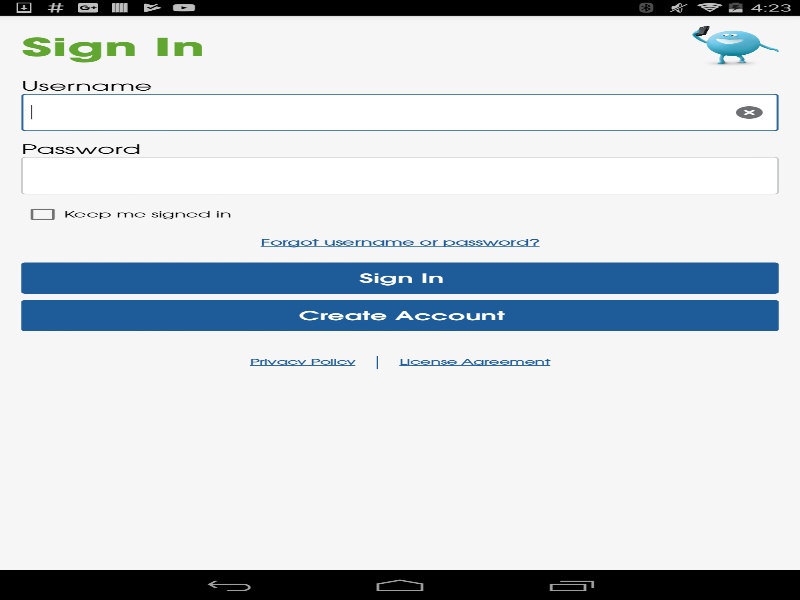 4:23
Sign In
Username
Password
Keep me signed in
Forgot username or password?
Sign In
Create Account
Privacy Policy | License Agreement